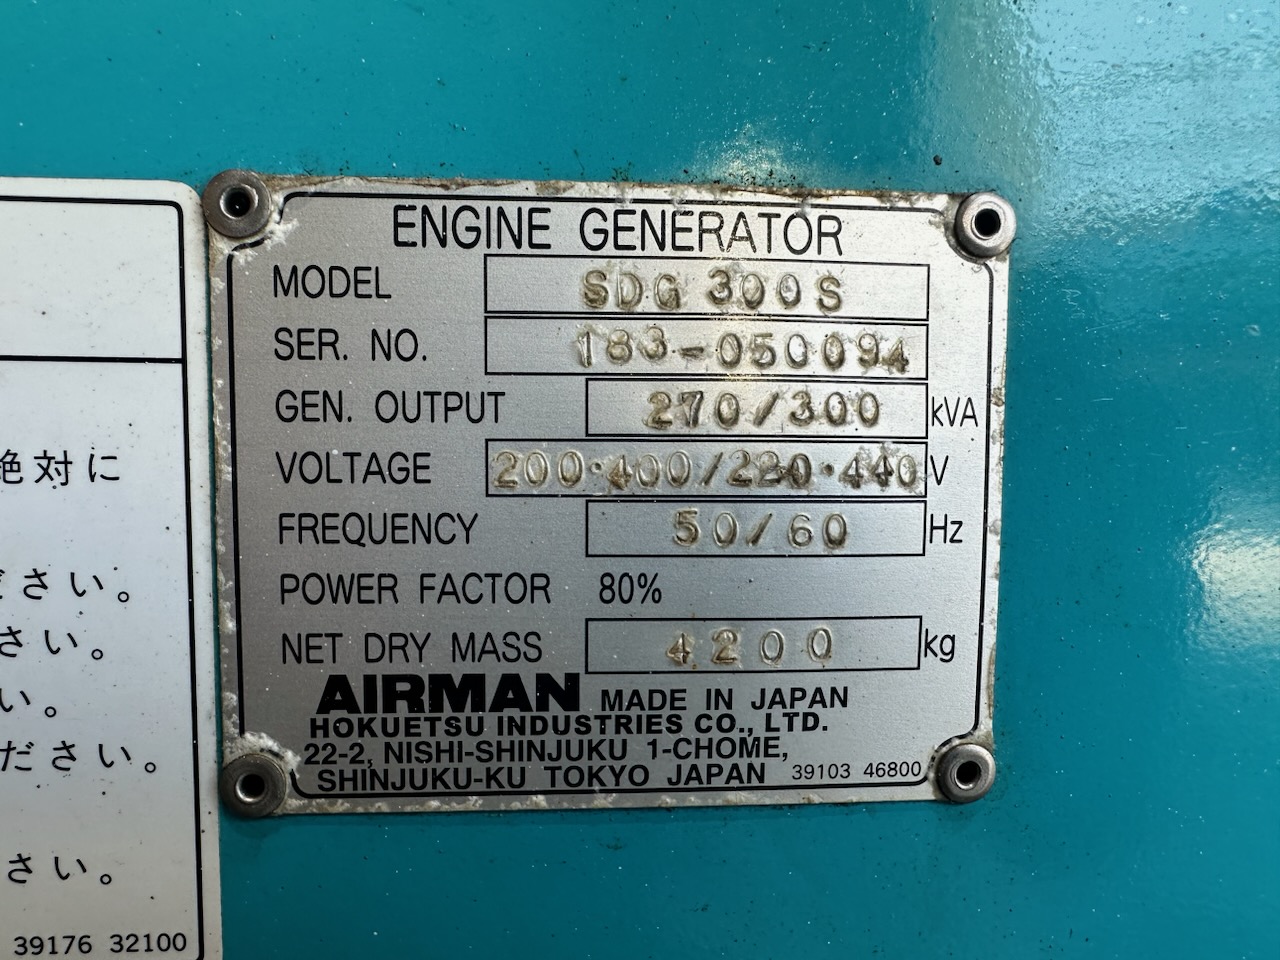 ENGINE GENERATOR
MODEL SDG 300S
SER. NO. 183-050094
GEN. OUTPUT 270/300 kVA
VOLTAGE 200·400/220·440 V
FREQUENCY 50/60 Hz
POWER FACTOR 80%
NET DRY MASS 4200 kg
AIRMAN MADE IN JAPAN
HOKUETSU INDUSTRIES CO., LTD.
22-2, NISHI-SHINJUKU 1-CHOME,
SHINJUKU-KU TOKYO JAPAN 39103 46800
絶対に
ださい。
さい。
い。
ださい。
さい。
39176 32100